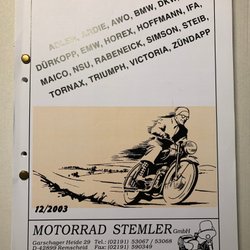 ADLER, ARDIE, AWO, BMW, DKW,
DÜRKOPP, EMW, HOREX, HOFFMANN, IFA,
MAICO, NSU, RABENEICK, SIMSON, STEIB,
TORNAX, TRIUMPH, VICTORIA, ZÜNDAPP
12/2003
MOTORRAD STEMLER GmbH
Garschager Heide 29 Tel.: (02191) 53067 / 53068
D-42899 Remscheid Fax: (02191) 590349